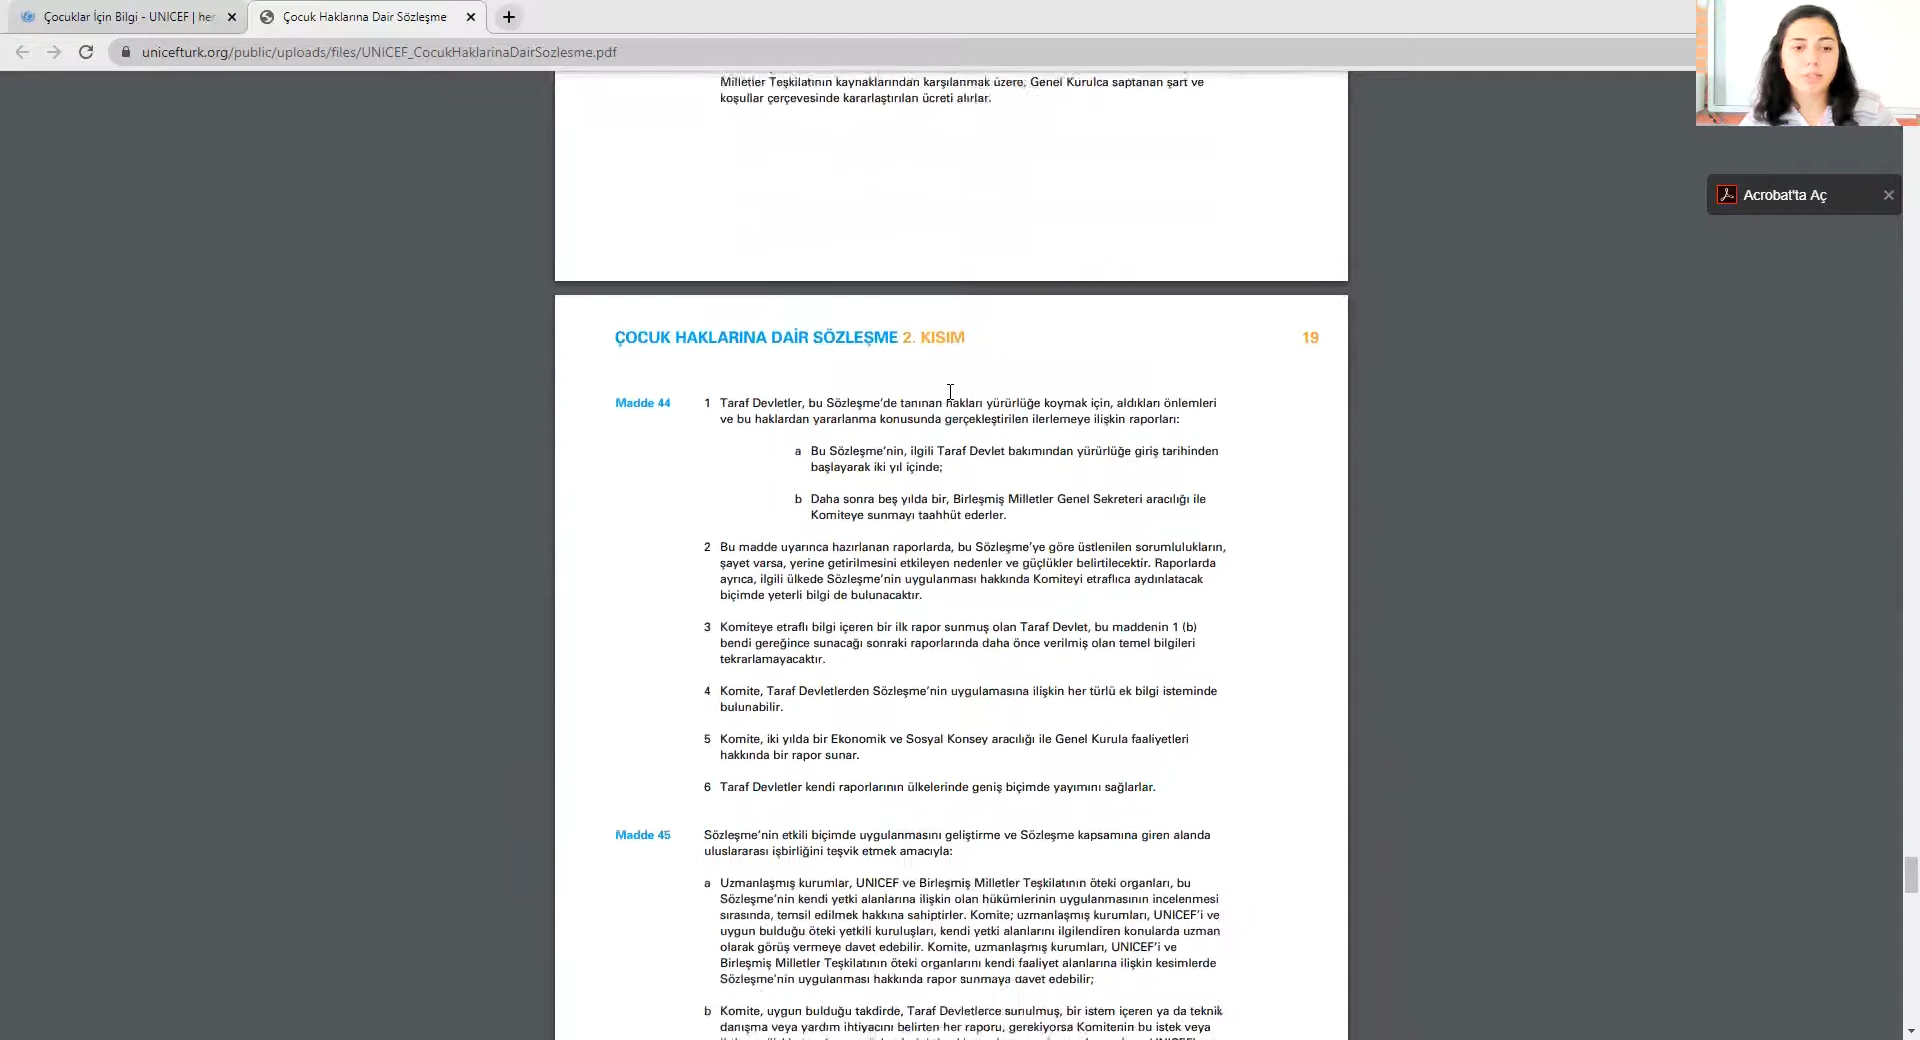 Çocuklar İçin Bilgi - UNICEF | her
Çocuk Haklarına Dair Sözleşme
unicefturk.org/public/uploads/files/UNICEF_CocukHaklarinaDairSozlesme.pdf
Milletler Teşkilatının kaynaklarından karşılanmak üzere, Genel Kurulca saptanan şart ve
koşullar çerçevesinde kararlaştırılan ücreti alırlar.
Acrobat'ta Aç
ÇOCUK HAKLARINA DAİR SÖZLEŞME 2. KISIM
19
Madde 44
1 Taraf Devletler, bu Sözleşme’de tanınan hakları yürürlüğe koymak için, aldıkları önlemleri
ve bu haklardan yararlanma konusunda gerçekleştirilen ilerlemeye ilişkin raporları:
a Bu Sözleşme’nin, ilgili Taraf Devlet bakımından yürürlüğe giriş tarihinden
başlayarak iki yıl içinde;
b Daha sonra beş yılda bir, Birleşmiş Milletler Genel Sekreteri aracılığı ile
Komiteye sunmayı taahhüt ederler.
2 Bu madde uyarınca hazırlanan raporlarda, bu Sözleşme’ye göre üstlenilen sorumlulukların,
şayet varsa, yerine getirilmesini etkileyen nedenler ve güçlükler belirtilecektir. Raporlarda
ayrıca, ilgili ülkede Sözleşme’nin uygulanması hakkında Komiteyi etraflıca aydınlatacak
biçimde yeterli bilgi de bulunacaktır.
3 Komiteye etraflı bilgi içeren bir ilk rapor sunmuş olan Taraf Devlet, bu maddenin 1 (b)
bendi gereğince sunacağı sonraki raporlarında daha önce verilmiş olan temel bilgileri
tekrarlamayacaktır.
4 Komite, Taraf Devletlerden Sözleşme’nin uygulamasına ilişkin her türlü ek bilgi isteminde
bulunabilir.
5 Komite, iki yılda bir Ekonomik ve Sosyal Konsey aracılığı ile Genel Kurula faaliyetleri
hakkında bir rapor sunar.
6 Taraf Devletler kendi raporlarının ülkelerinde geniş biçimde yayımını sağlarlar.
Madde 45
Sözleşme’nin etkili biçimde uygulanmasını geliştirme ve Sözleşme kapsamına giren alanda
uluslararası işbirliğini teşvik etmek amacıyla:
a Uzmanlaşmış kurumlar, UNICEF ve Birleşmiş Milletler Teşkilatının öteki organları, bu
Sözleşme’nin kendi yetki alanlarına ilişkin olan hükümlerinin uygulanmasının incelenmesi
sırasında, temsil edilmek hakkına sahiptirler. Komite; uzmanlaşmış kurumları, UNICEF’i ve
uygun bulduğu öteki yetkili kuruluşları, kendi yetki alanlarını ilgilendiren konularda uzman
olarak görüş vermeye davet edebilir. Komite, uzmanlaşmış kurumları, UNICEF’i ve
Birleşmiş Milletler Teşkilatının öteki organlarını kendi faaliyet alanlarına ilişkin kesimlerde
Sözleşme’nin uygulanması hakkında rapor sunmaya davet edebilir;
b Komite, uygun bulduğu takdirde, Taraf Devletlerce sunulmuş, bir istem içeren ya da teknik
danışma veya yardım ihtiyacını belirten her raporu, gerekiyorsa Komitenin bu istek veya